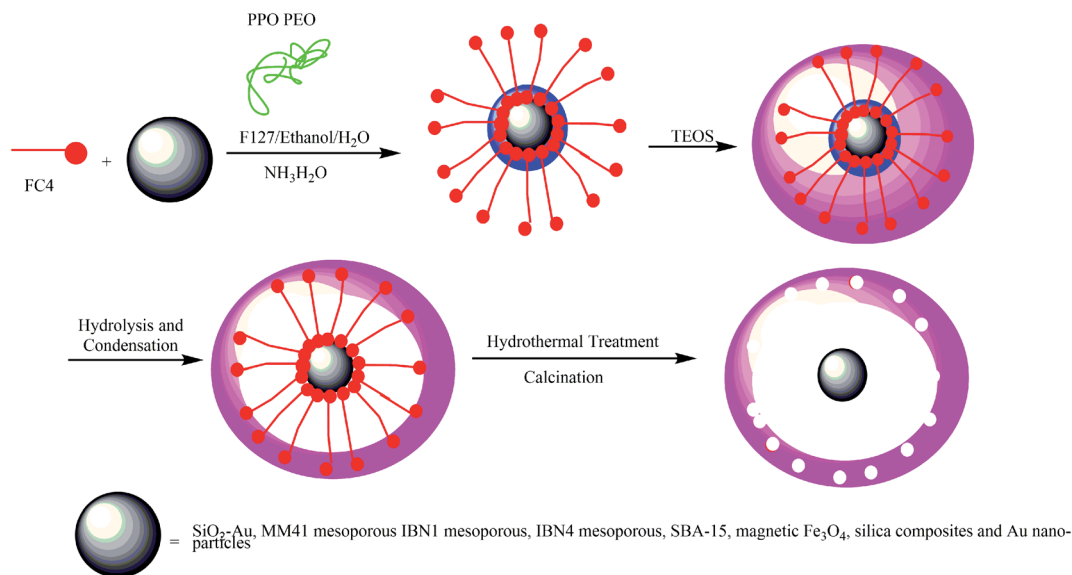 PPO PEO
FC4
+
F127/Ethanol/H₂O
NH₃H₂O
TEOS
Hydrolysis and
Condensation
Hydrothermal Treatment
Calcination
= SiO₂-Au, MM41 mesoporous IBN1 mesoporous, IBN4 mesoporous, SBA-15, magnetic Fe₃O₄, silica composites and Au nano-
particles